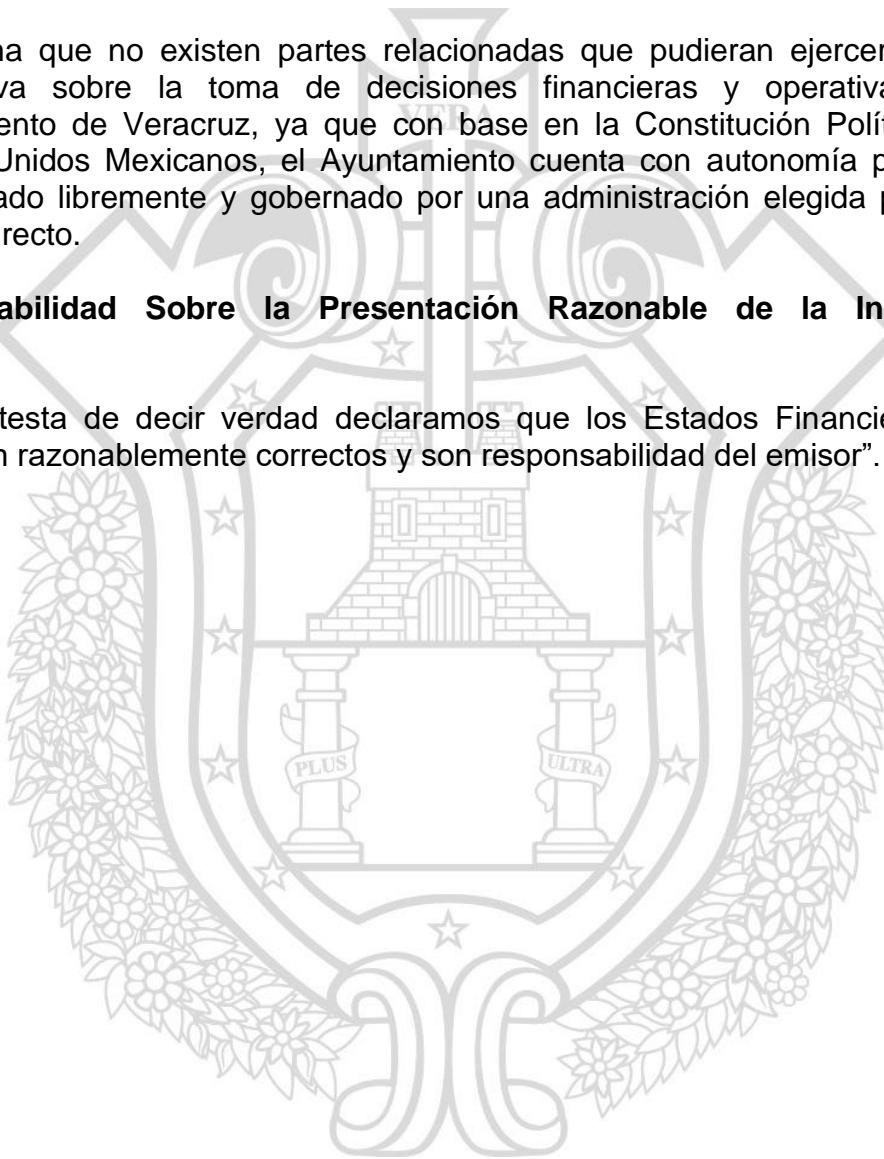 na que no existen partes relacionadas que pudieran ejercer
va sobre la toma de decisiones financieras y operativa
VERA
ento de Veracruz, ya que con base en la Constitución Polít
Unidos Mexicanos, el Ayuntamiento cuenta con autonomía p
ado libremente y gobernado por una administración elegida p
recto.
abilidad Sobre la Presentación Razonable de la In
testa de decir verdad declaramos que los Estados Financie
n razonablemente correctos y son responsabilidad del emisor”.
PLUS
ULTRA